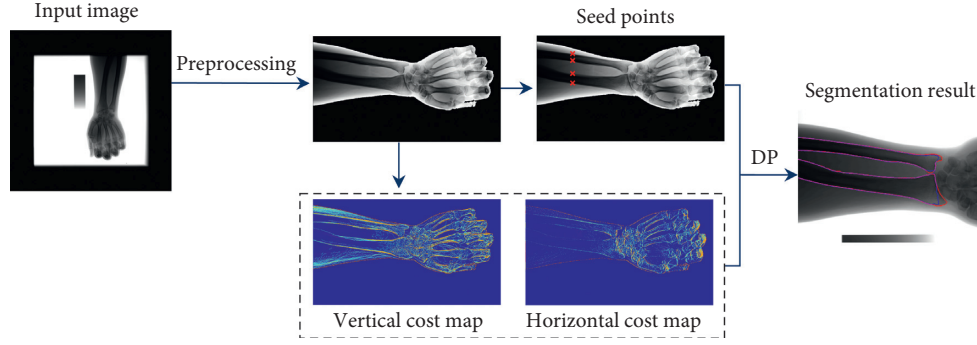 Input image
Preprocessing
Seed points
DP
Segmentation result
Vertical cost map
Horizontal cost map